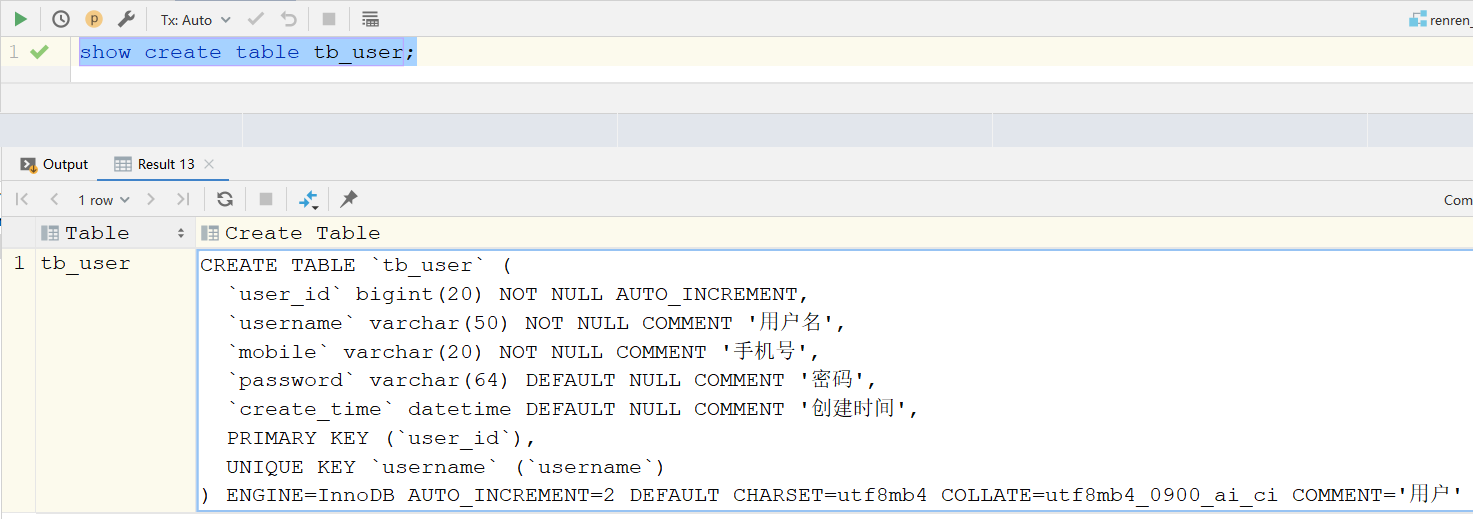 p Tx: Auto renren_
1 show create table tb_user;
Output Result 13
1 row Com
Table Create Table
1 tb_user CREATE TABLE `tb_user` (
`user_id` bigint(20) NOT NULL AUTO_INCREMENT,
`username` varchar(50) NOT NULL COMMENT '用户名',
`mobile` varchar(20) NOT NULL COMMENT '手机号',
`password` varchar(64) DEFAULT NULL COMMENT '密码',
`create_time` datetime DEFAULT NULL COMMENT '创建时间',
PRIMARY KEY (`user_id`),
UNIQUE KEY `username` (`username`)
) ENGINE=InnoDB AUTO_INCREMENT=2 DEFAULT CHARSET=utf8mb4 COLLATE=utf8mb4_0900_ai_ci COMMENT='用户'